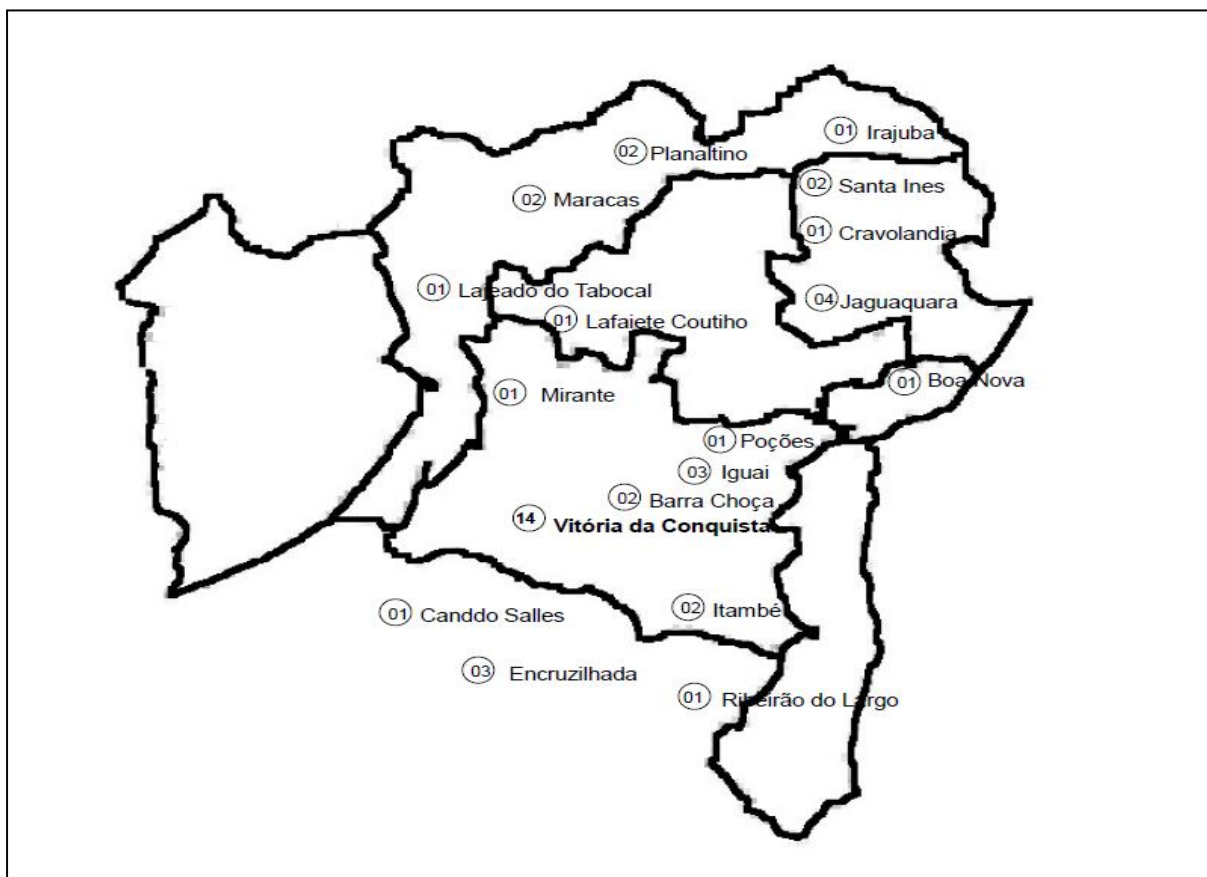 01 Irajuba
02 Planaltino
02 Santa Ines
02 Maracas
01 Cravolandia
01 Lajeado do Tabocal
04 Jaguaquara
01 Lafaiete Coutiho
01 Boa Nova
01 Mirante
01 Poções
03 Iguai
02 Barra Choça
14 Vitória da Conquista
02 Itambé
01 Canddo Salles
03 Encruzilhada
01 Ribeirão do Largo